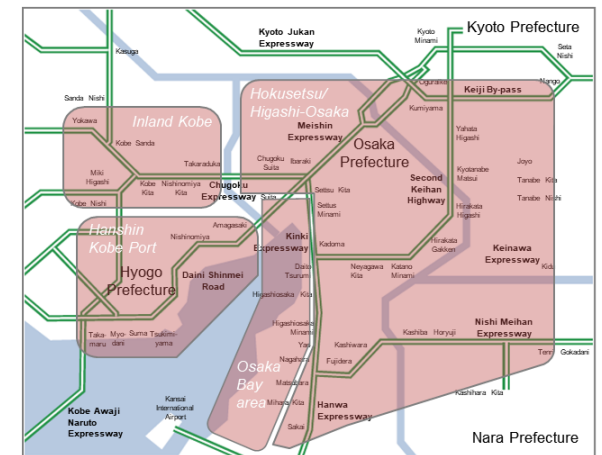 Kyoto Jukan
Expressway
Kyoto
Minami
Kyoto Prefecture
Seta
Nishi
Kasuga
Oguraike
Nango
Keiji By-pass
Sanda Nishi
Hokusetsu/
Higashi-Osaka
Kumiyama
Yokawa
Inland Kobe
Meishin
Expressway
Osaka
Prefecture
Yahata
Higashi
Kobe Sanda
Takaraduka
Chugoku
Suita
Ibaraki
Joyo
Miki
Higashi
Kyotanabe
Matsui
Tanabe Kita
Kobe
Kita
Nishinomiya
Kita
Chugoku
Expressway
Suita
Settsu Kita
Second
Keihan
Highway
Tanabe Nishi
Kobe Nishi
Settus
Minami
Hirakata
Higashi
Hanshin
Kobe Port
Amagasaki
Nishinomiya
Kinki
Expressway
Kadoma
Hirakata
Gakken
Keinawa
Expressway
Hyogo
Prefecture
Daini Shinmei
Road
Daito
Tsurumi
Neyagawa
Kita
Katano
Minami
Kidu
Higashiosaka Kita
Higashiosaka
Minami
Nishi Meihan
Expressway
Taka-
maru
Myo-
dani
Suma
Tsukimi-
yama
Yao
Kashiwara
Kashiba
Horyuji
Nagahara
Fujidera
Tenri
Gokadani
Osaka
Bay
area
Matsubara
Kashihara Kita
Kansai
International
Airport
Mihara Kita
Hanwa
Expressway
Kobe Awaji
Naruto
Expressway
Sakai
Nara Prefecture